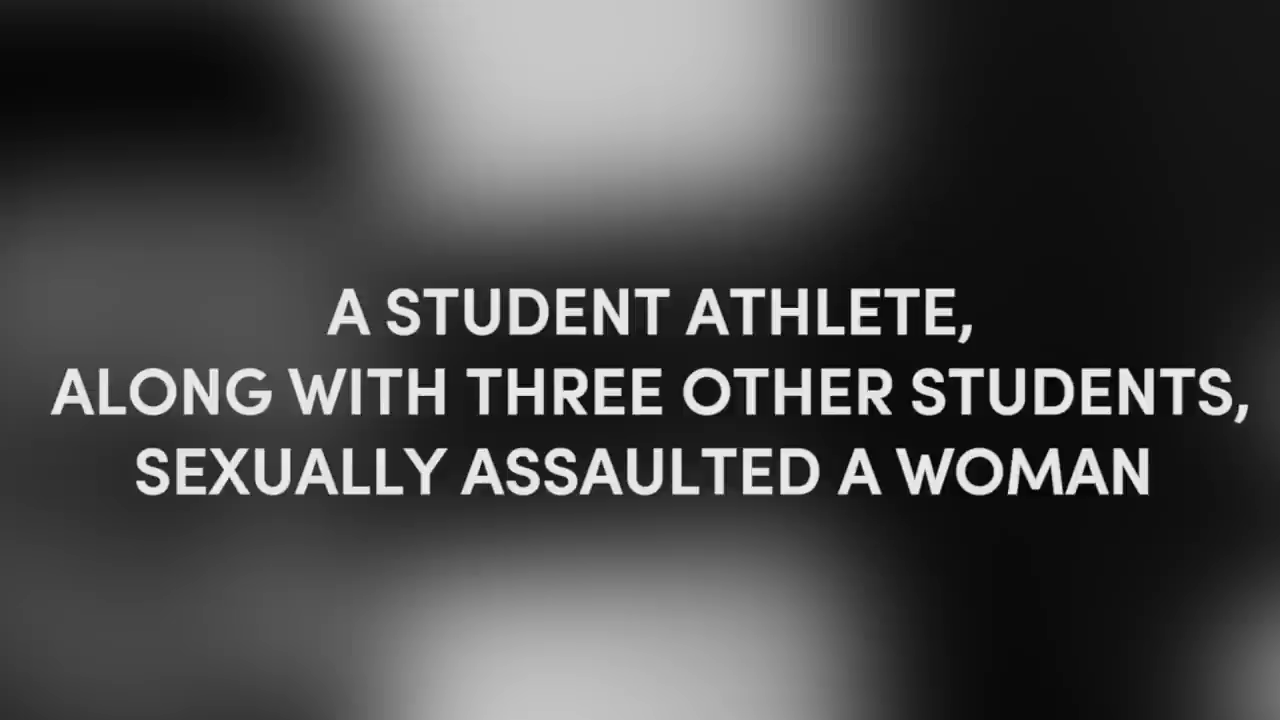 A STUDENT ATHLETE,
ALONG WITH THREE OTHER STUDENTS,
SEXUALLY ASSAULTED A WOMAN